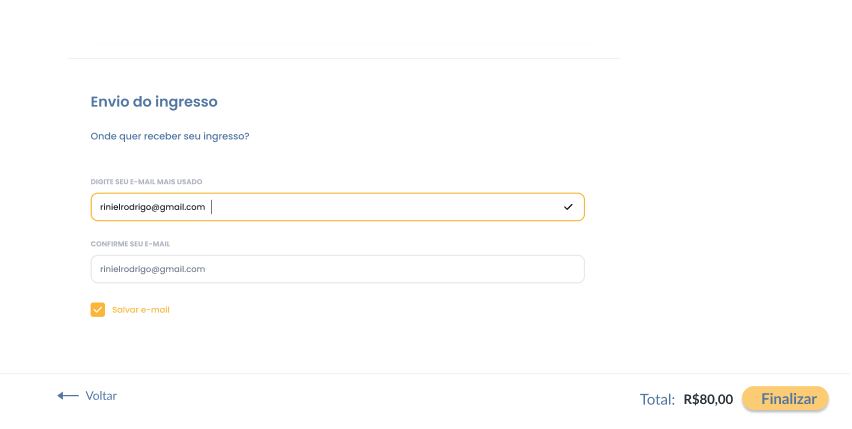 Envio do ingresso
Onde quer receber seu ingresso?
DIGITE SEU E-MAIL MAIS USADO
rinielrodrigo@gmail.com
CONFIRME SEU E-MAIL
rinielrodrigo@gmail.com
Salvar e-mail
Voltar
Total: R$80,00 Finalizar